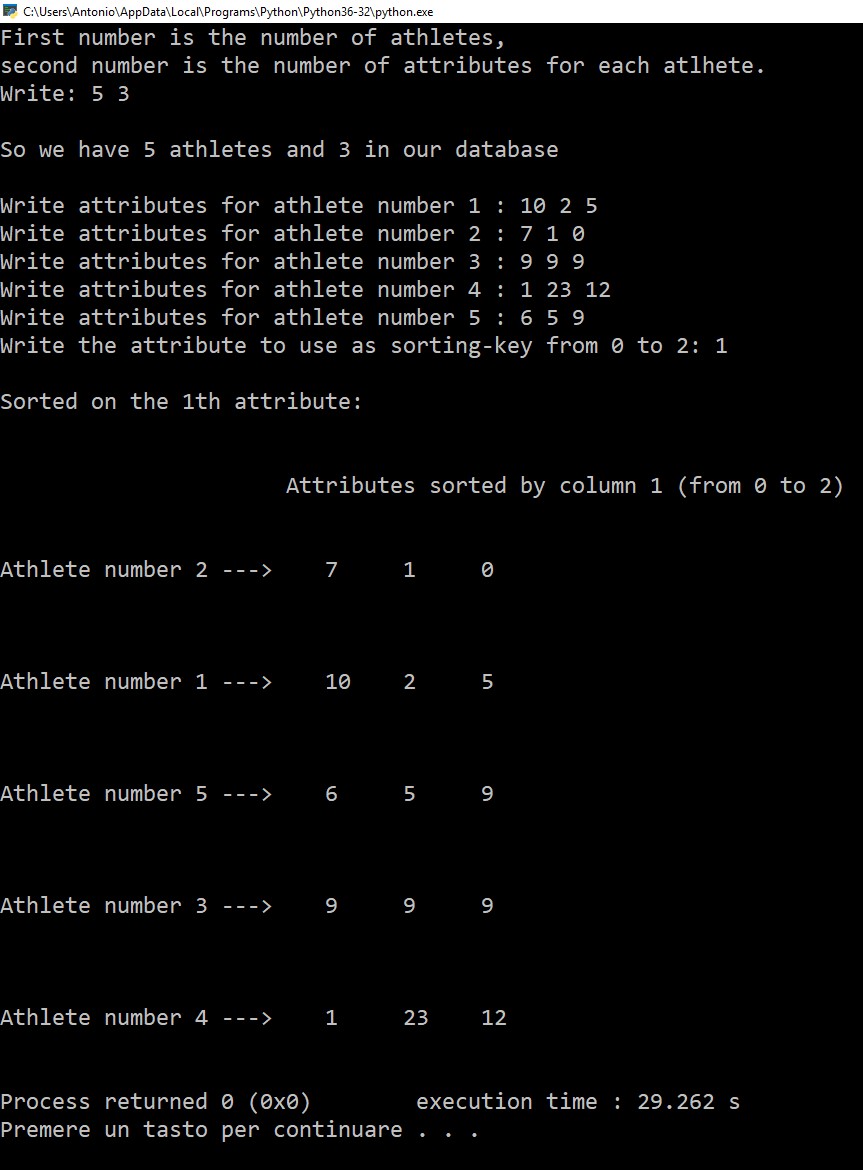 C:\Users\Antonio\AppData\Local\Programs\Python\Python36-32\python.exe
First number is the number of athletes,
second number is the number of attributes for each atlhete.
Write: 5 3
So we have 5 athletes and 3 in our database
Write attributes for athlete number 1 : 10 2 5
Write attributes for athlete number 2 : 7 1 0
Write attributes for athlete number 3 : 9 9 9
Write attributes for athlete number 4 : 1 23 12
Write attributes for athlete number 5 : 6 5 9
Write the attribute to use as sorting-key from 0 to 2: 1
Sorted on the 1th attribute:
Attributes sorted by column 1 (from 0 to 2)
Athlete number 2 ---> 7 1 0
Athlete number 1 ---> 10 2 5
Athlete number 5 ---> 6 5 9
Athlete number 3 ---> 9 9 9
Athlete number 4 ---> 1 23 12
Process returned 0 (0x0) execution time : 29.262 s
Premere un tasto per continuare . . .